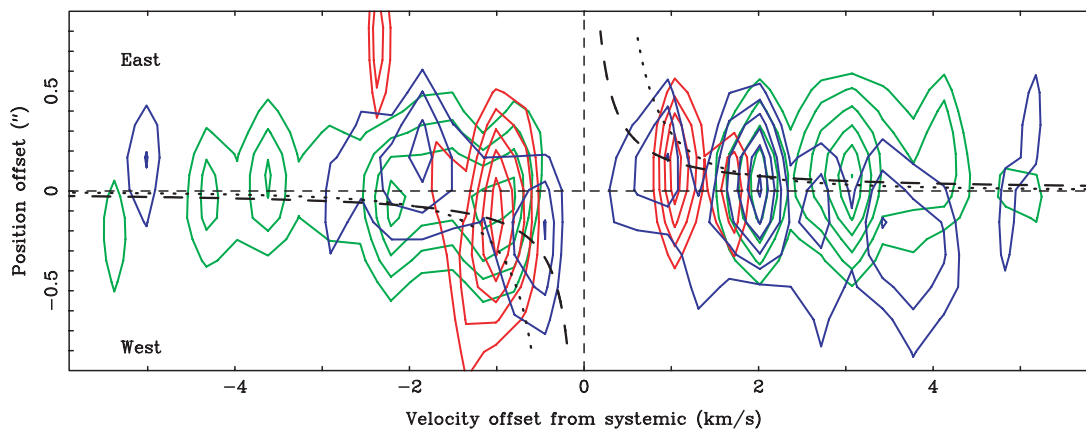 East
0.5
0
−0.5
West
−4 −2 0 2 4
Position offset (")
Velocity offset from systemic (km/s)